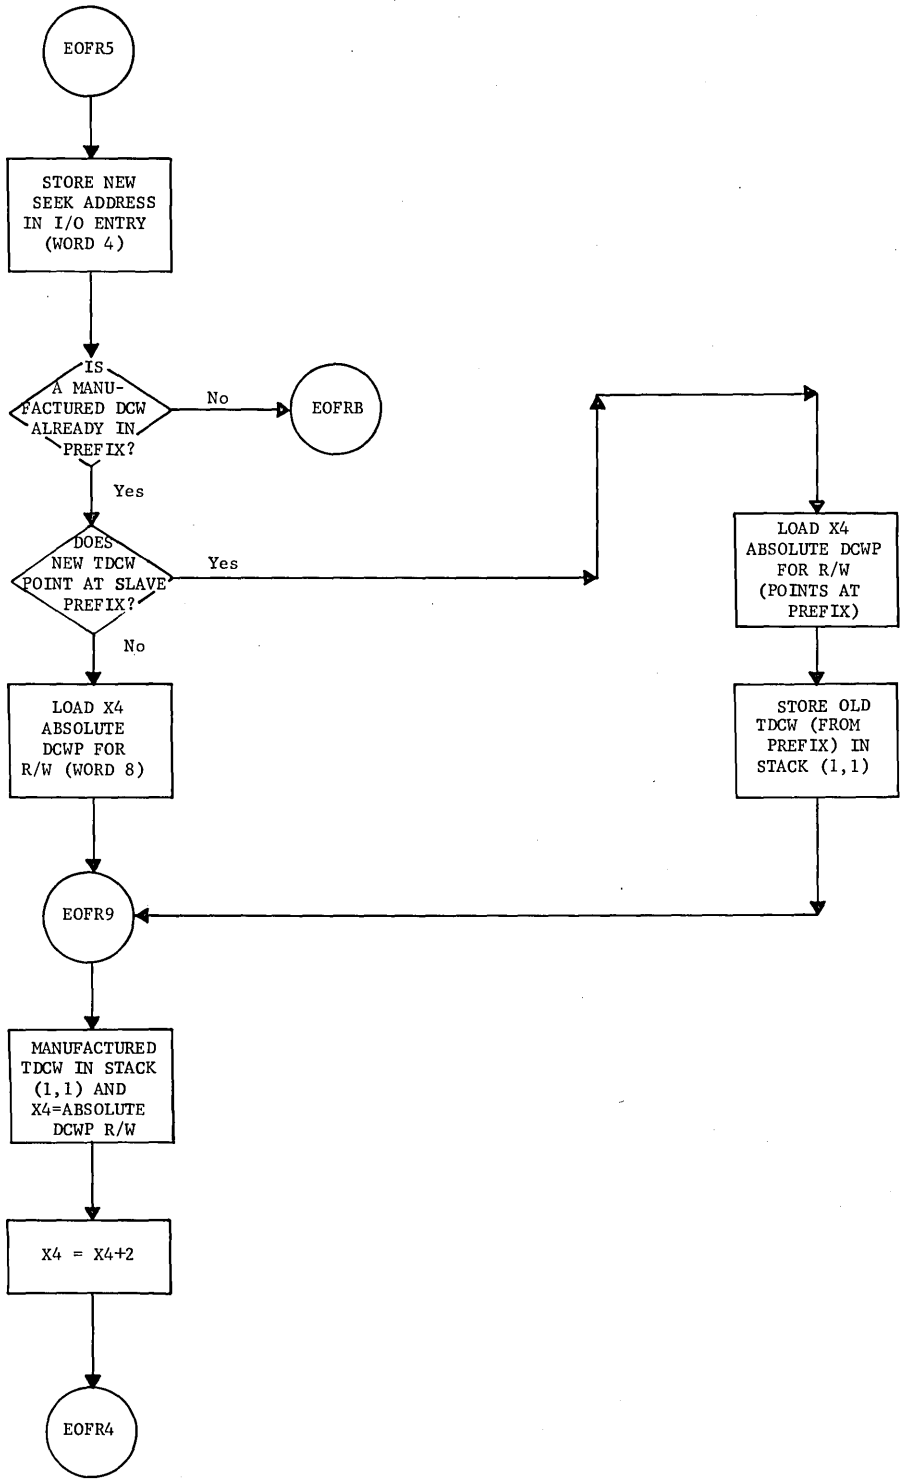 EOFR5
STORE NEW
SEEK ADDRESS
IN I/O ENTRY
(WORD 4)
IS
A MANU-
FACTURED DCW
ALREADY IN
PREFIX?
No
EOFRB
Yes
DOES
NEW TDCW
POINT AT SLAVE
PREFIX?
Yes
No
LOAD X4
ABSOLUTE DCWP
FOR R/W
(POINTS AT
PREFIX)
STORE OLD
TDCW (FROM
PREFIX) IN
STACK (1,1)
LOAD X4
ABSOLUTE
DCWP FOR
R/W (WORD 8)
EOFR9
MANUFACTURED
TDCW IN STACK
(1,1) AND
X4=ABSOLUTE
DCWP R/W
X4 = X4+2
EOFR4